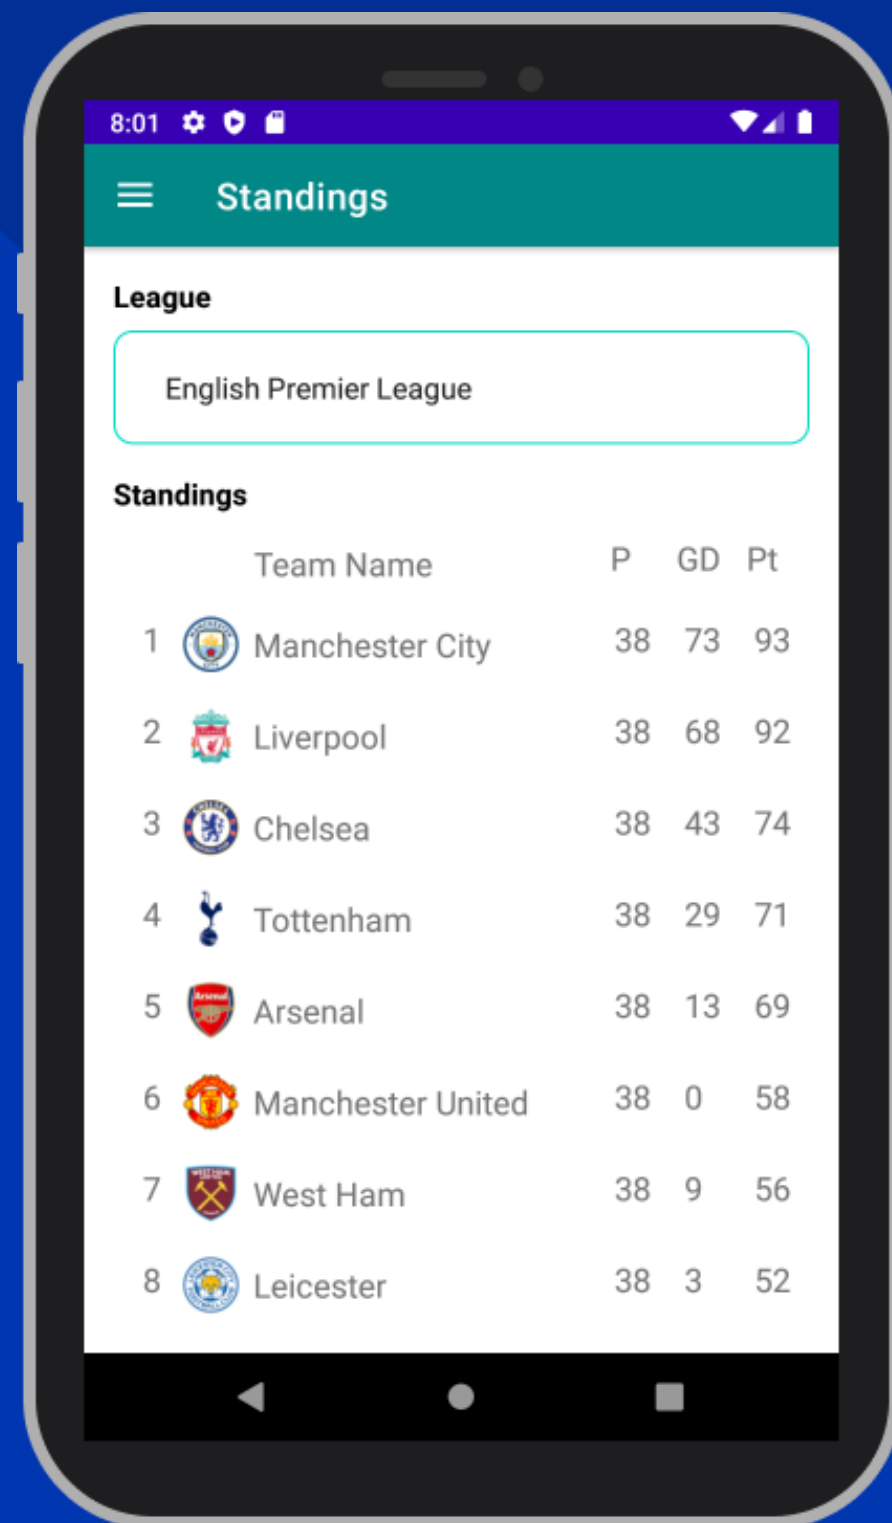 8:01
Standings
League
English Premier League
Standings
Team Name P GD Pt
1 Manchester City 38 73 93
2 Liverpool 38 68 92
3 Chelsea 38 43 74
4 Tottenham 38 29 71
5 Arsenal 38 13 69
6 Manchester United 38 0 58
7 West Ham 38 9 56
8 Leicester 38 3 52